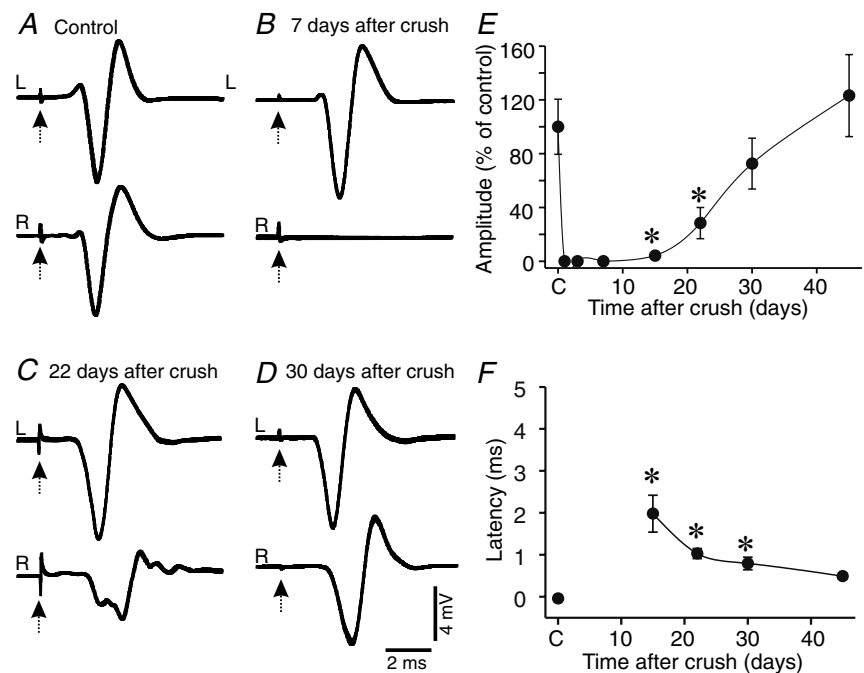 A Control
L
R
B 7 days after crush
L
R
C 22 days after crush
L
R
D 30 days after crush
L
R
4 mV
2 ms
E
Amplitude (% of control)
160
120
80
40
0
C 10 20 30 40
Time after crush (days)
* *
F
Latency (ms)
5
4
3
2
1
0
C 10 20 30 40
Time after crush (days)
* * *